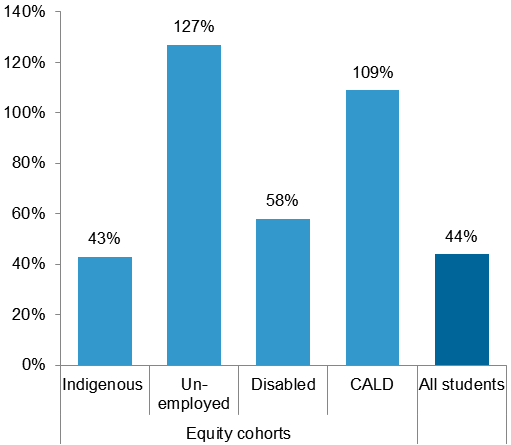 140%
120%
100%
80%
60%
40%
20%
0%
43%
127%
58%
109%
44%
Indigenous
Un-
employed
Disabled
CALD
All students
Equity cohorts